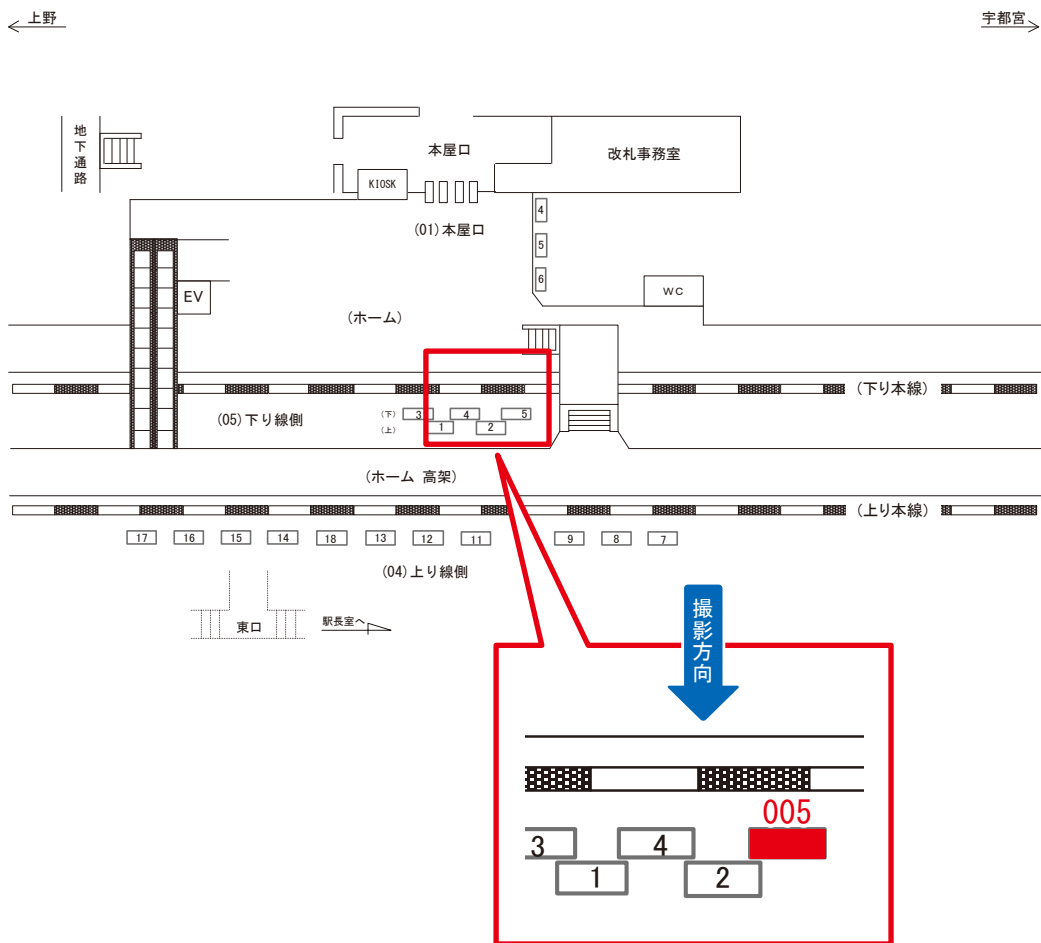 上野
宇都宮
地下通路
本屋口
改札事務室
KIOSK
(01)本屋口
4
5
6
EV
WC
(ホーム)
(下り本線)
(05)下り線側
(下)
3
4
5
(上)
1
2
(ホーム 高架)
(上り本線)
17
16
15
14
18
13
12
11
9
8
7
(04)上り線側
東口
駅長室へ
撮影方向
005
3
4
1
2